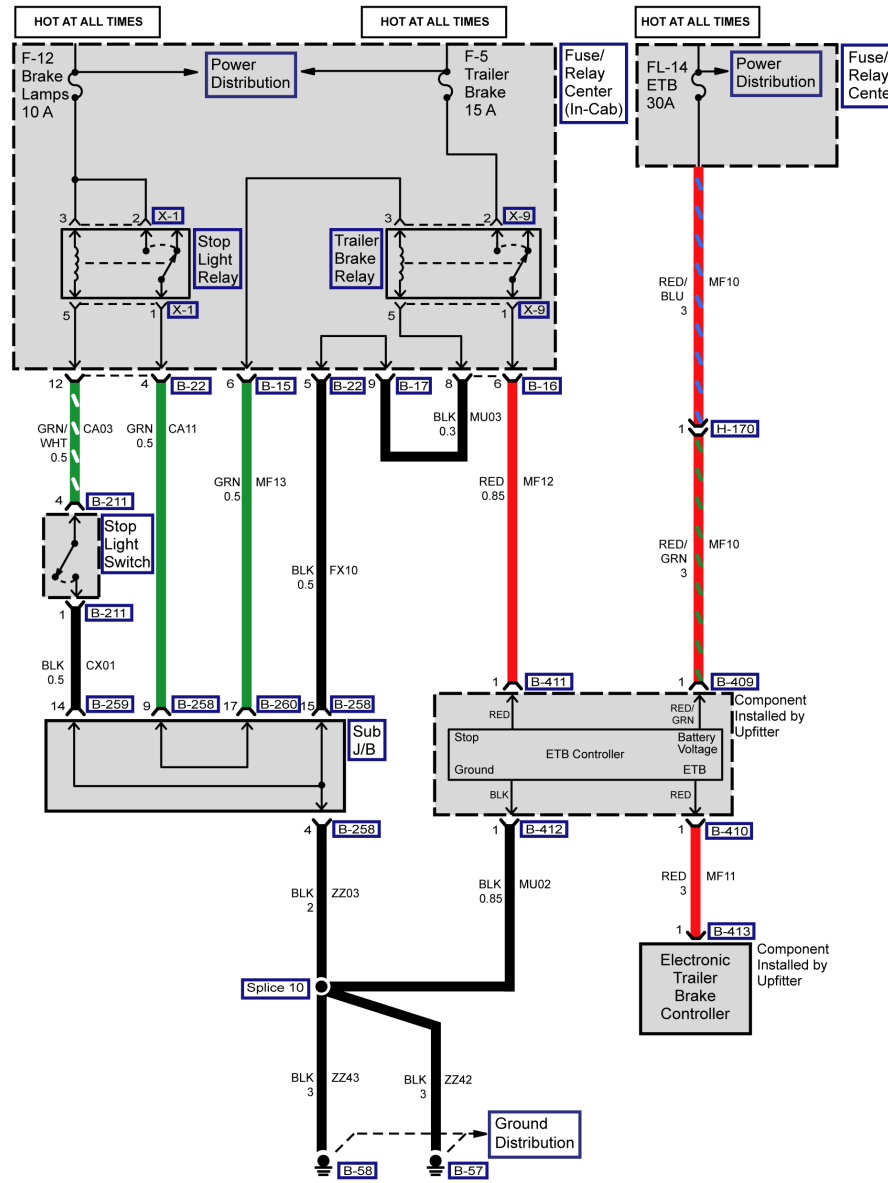 HOT AT ALL TIMES
HOT AT ALL TIMES
HOT AT ALL TIMES
F-12
Brake
Lamps
10 A
Power
Distribution
F-5
Trailer
Brake
15 A
Fuse/
Relay
Center
(In-Cab)
FL-14
ETB
30A
Power
Distribution
Fuse/
Relay
Cente
3
2
X-1
3
2
X-9
Stop
Light
Relay
Trailer
Brake
Relay
5
1
X-1
5
1
X-9
RED/
BLU
3
MF10
12
4
B-22
6
B-15
5
B-22
9
B-17
8
6
B-16
GRN/
WHT
0.5
CA03
GRN
0.5
CA11
BLK
0.3
MU03
1
H-170
GRN
0.5
MF13
RED
0.85
MF12
4
B-211
Stop
Light
Switch
RED/
GRN
3
MF10
BLK
0.5
FX10
1
B-211
BLK
0.5
CX01
1
B-411
1
B-409
14
B-259
9
B-258
17
B-260
15
B-258
Component
Installed by
Upfitter
RED
RED/
GRN
Sub
J/B
Stop
Battery
Voltage
ETB Controller
Ground
ETB
BLK
RED
4
B-258
1
B-412
1
B-410
BLK
2
ZZ03
BLK
0.85
MU02
RED
3
MF11
1
B-413
Electronic
Trailer
Brake
Controller
Component
Installed by
Upfitter
Splice 10
BLK
3
ZZ43
BLK
3
ZZ42
Ground
Distribution
B-58
B-57